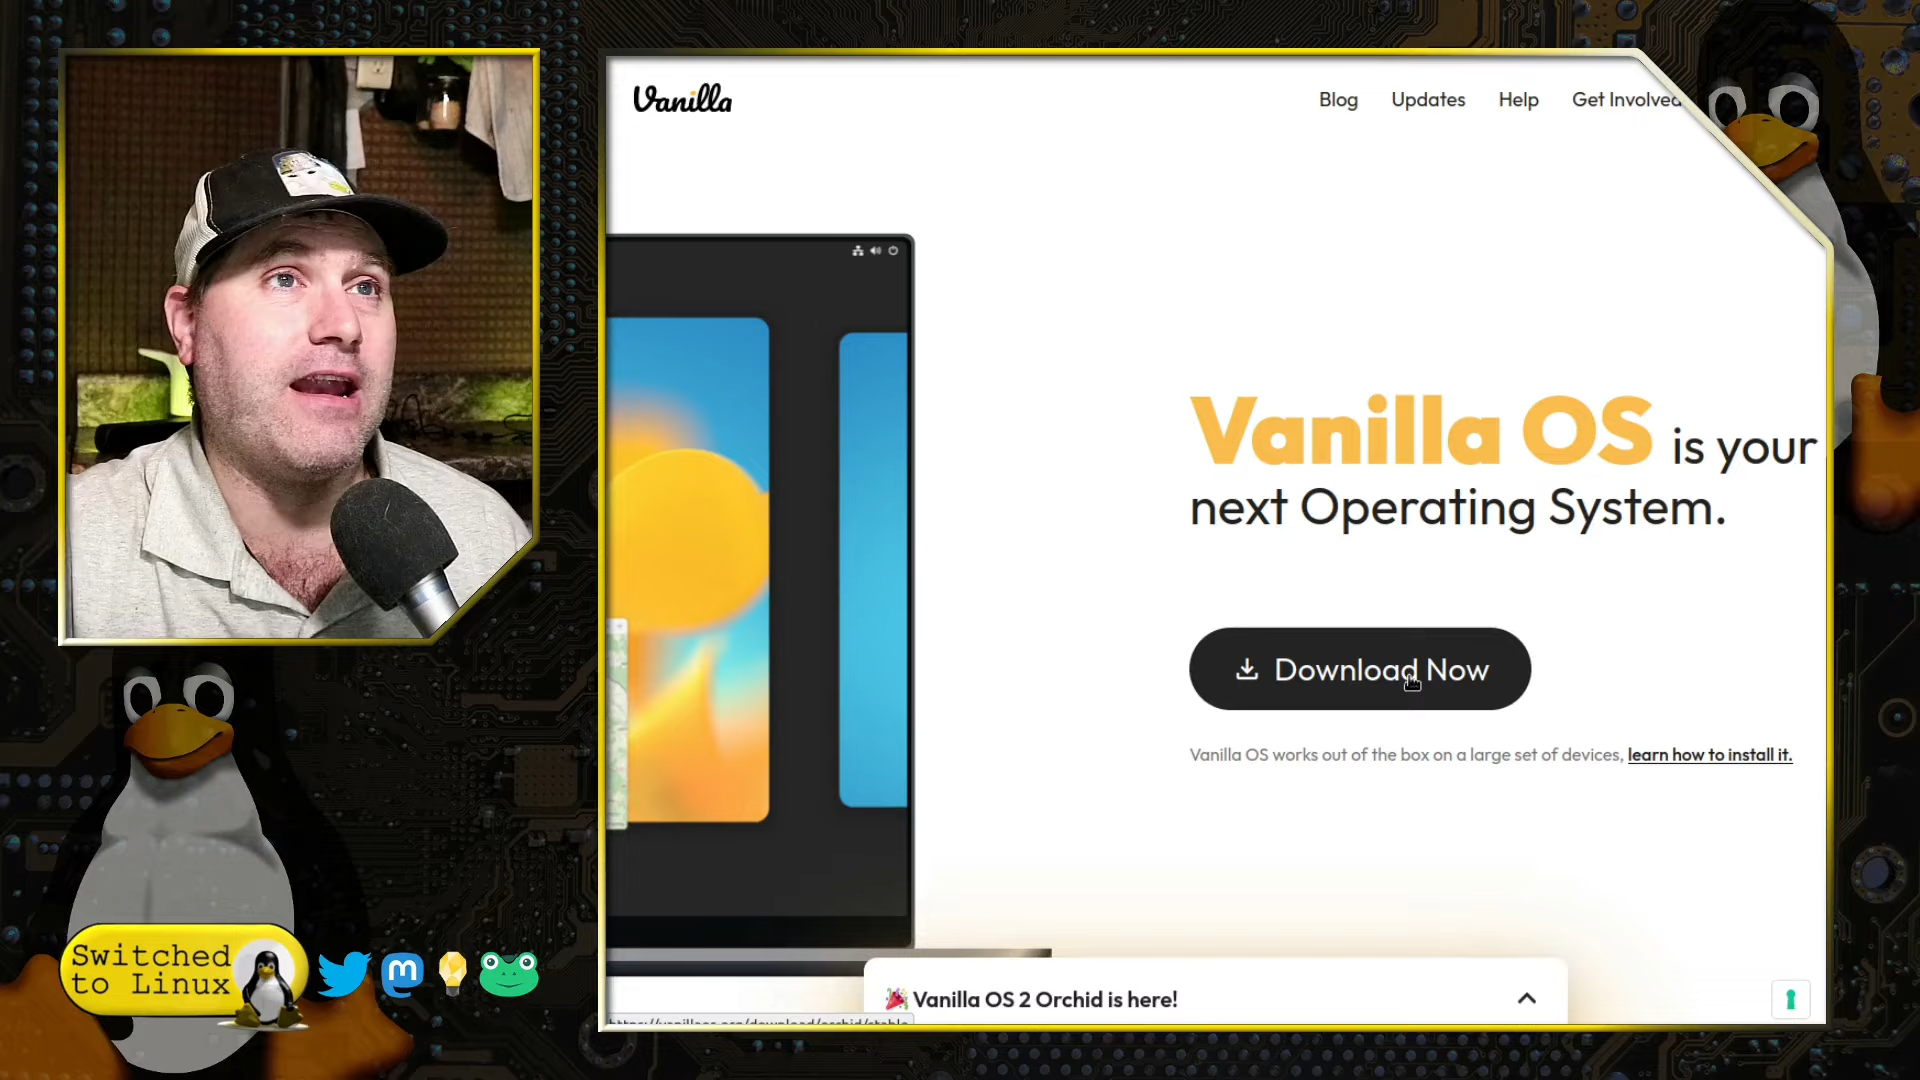 Vanilla
Blog
Updates
Help
Get Involved
Vanilla OS is your
next Operating System.
Download Now
Vanilla OS works out of the box on a large set of devices, learn how to install it.
Vanilla OS 2 Orchid is here!
Switched
to Linux